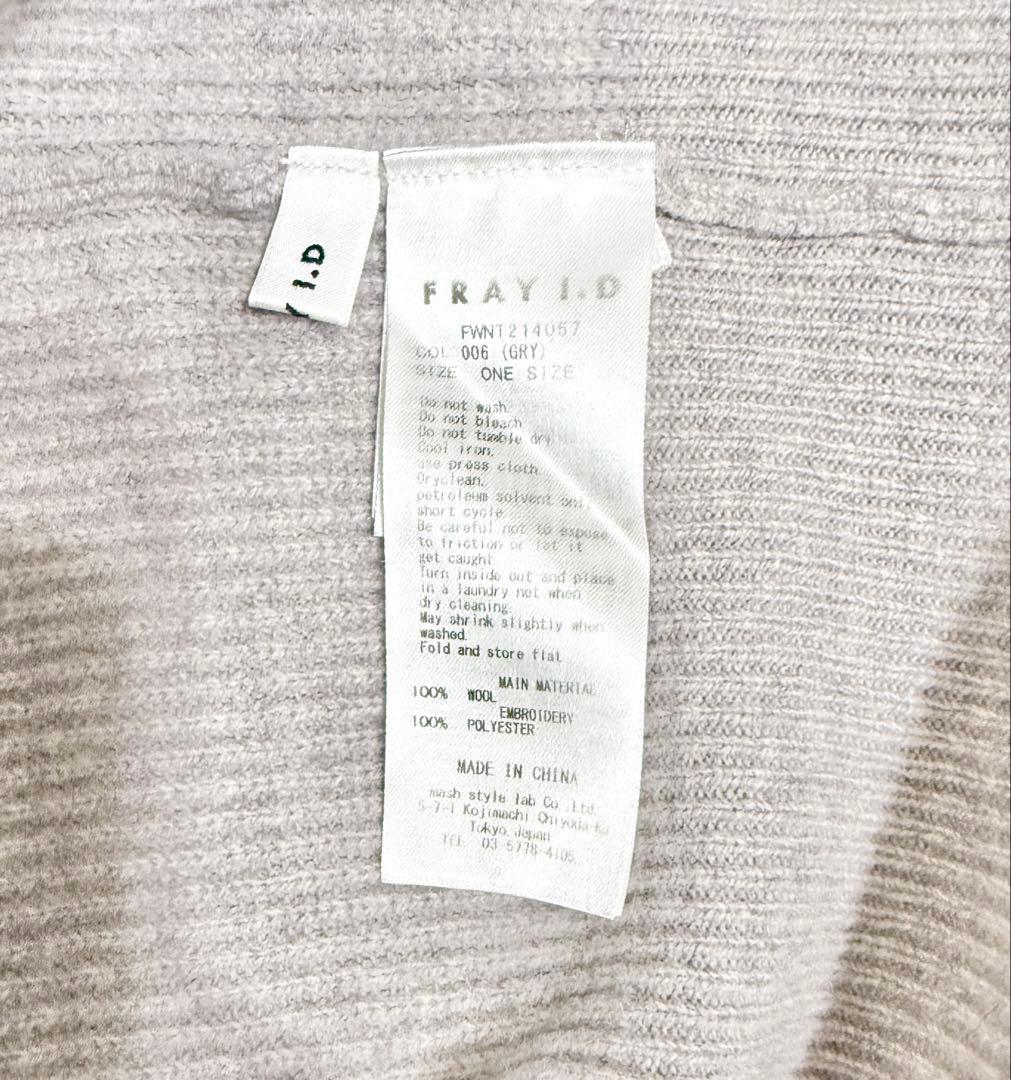 Y I.D
FRAY I.D
FWNT214057
COL 006 (GRY)
SIZE ONE SIZE
Do not wash.
Do not bleach
Do not tumble dry
Cool iron.
use press cloth.
Dryclean.
petroleum solvent only
short cycle
Be careful not to expose
to friction or let it
get caught
Turn inside out and place
in a laundry net when
dry cleaning.
May shrink slightly when
washed.
Fold and store flat
MAIN MATERIAL
100% WOOL
EMBROIDERY
100% POLYESTER
MADE IN CHINA
mash style lab Co.,Ltd.
5-7-1 Kojimachi Chiyoda-ku
Tokyo, Japan
TEL 03-5778-4105